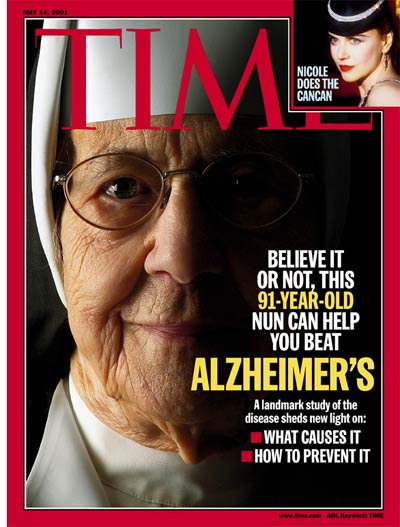 MAY 14, 2001
TIME
NICOLE
DOES THE
CANCAN
BELIEVE IT
OR NOT, THIS
91-YEAR-OLD
NUN CAN HELP
YOU BEAT
ALZHEIMER'S
A landmark study of the
disease sheds new light on:
WHAT CAUSES IT
HOW TO PREVENT IT
www.time.com AOL Keyword: TIME